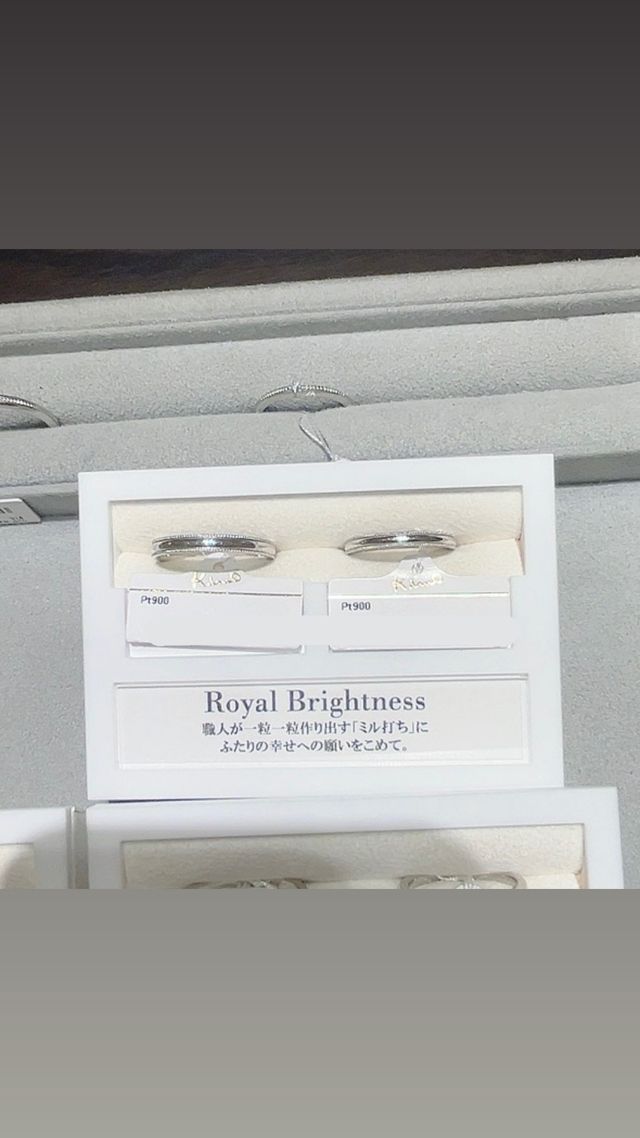 Pt900
Pt900
Royal Brightness
職人が一粒一粒作り出す「ミル打ち」に
ふたりの幸せへの願いをこめて。